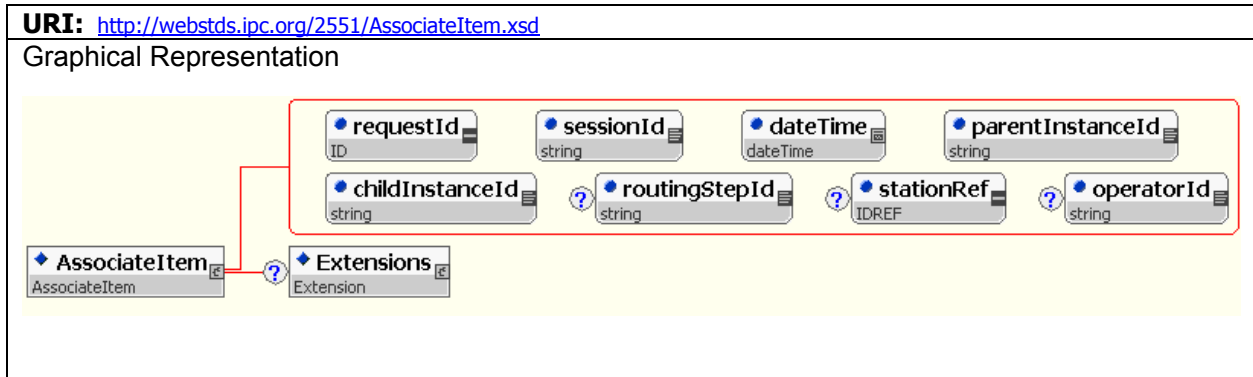 URI: http://webstds.ipc.org/2551/AssociateItem.xsd
Graphical Representation
requestId sessionId dateTime parentInstanceId
ID string dateTime string
childInstanceId ? routingStepId ? stationRef ? operatorId
string string IDREF string
AssociateItem ? Extensions
AssociateItem Extension